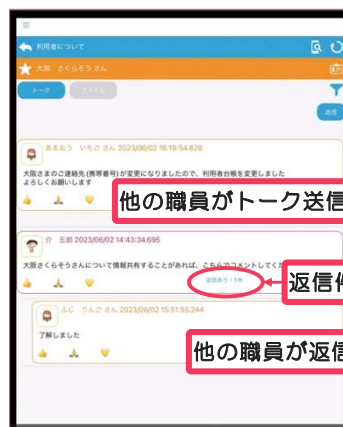 利用者について
大阪 さくらそう さん
トーク
ファイル
送信
あまおう いちご さん 2023/06/02 16:19:54.828
大阪さまのご連絡先(携帯番号)が変更になりましたので、利用者台帳を変更しました
よろしくお願いします
他の職員がトーク送信
介 五郎 2023/06/02 14:43:34.695
大阪さくらそうさんについて情報共有することがあれば、こちらでコメントしてくだ
返信あり:1件
返信件
ふじ りんご さん 2023/06/02 15:51:55.244
了解しました
他の職員が返信